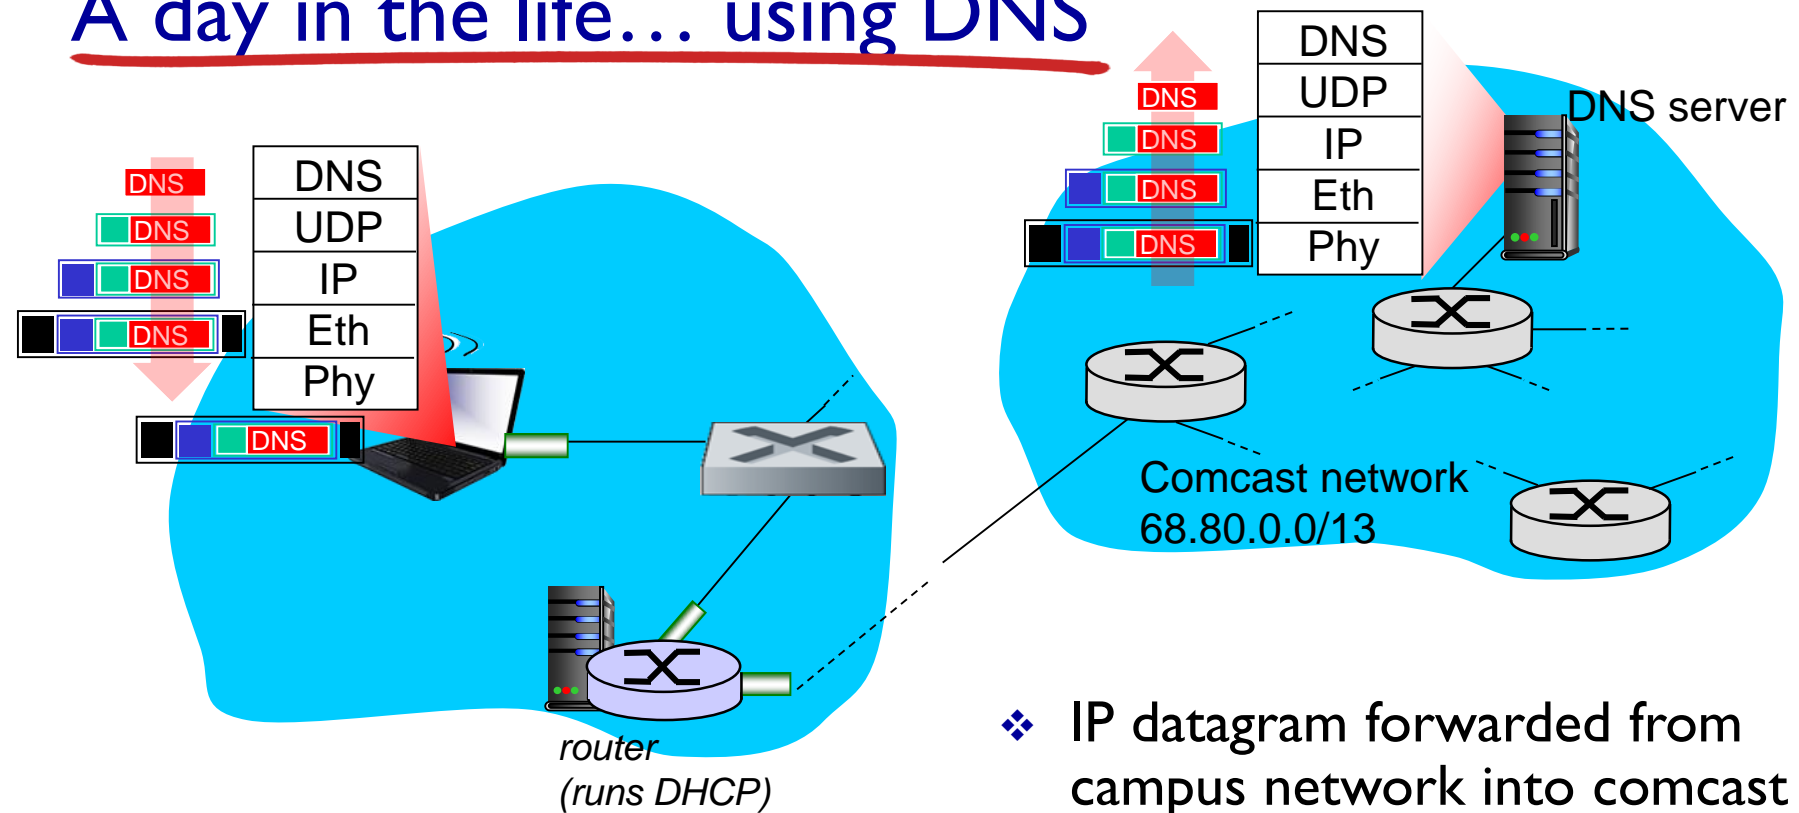 A day in the life… using DNS
DNS
DNS
DNS
DNS
DNS
UDP
IP
Eth
Phy
DNS
DNS
DNS
DNS
DNS
DNS
UDP
IP
Eth
Phy
DNS server
Comcast network
68.80.0.0/13
router
(runs DHCP)
❖ IP datagram forwarded from
campus network into comcast